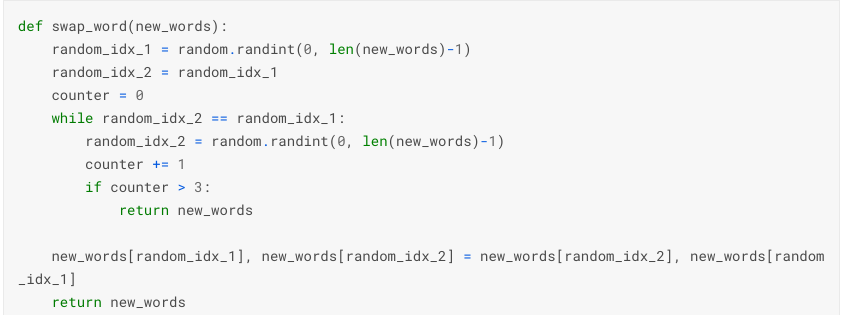 def swap_word(new_words):
    random_idx_1 = random.randint(0, len(new_words)-1)
    random_idx_2 = random_idx_1
    counter = 0
    while random_idx_2 == random_idx_1:
        random_idx_2 = random.randint(0, len(new_words)-1)
        counter += 1
        if counter > 3:
            return new_words

    new_words[random_idx_1], new_words[random_idx_2] = new_words[random_idx_2], new_words[random
_idx_1]
    return new_words